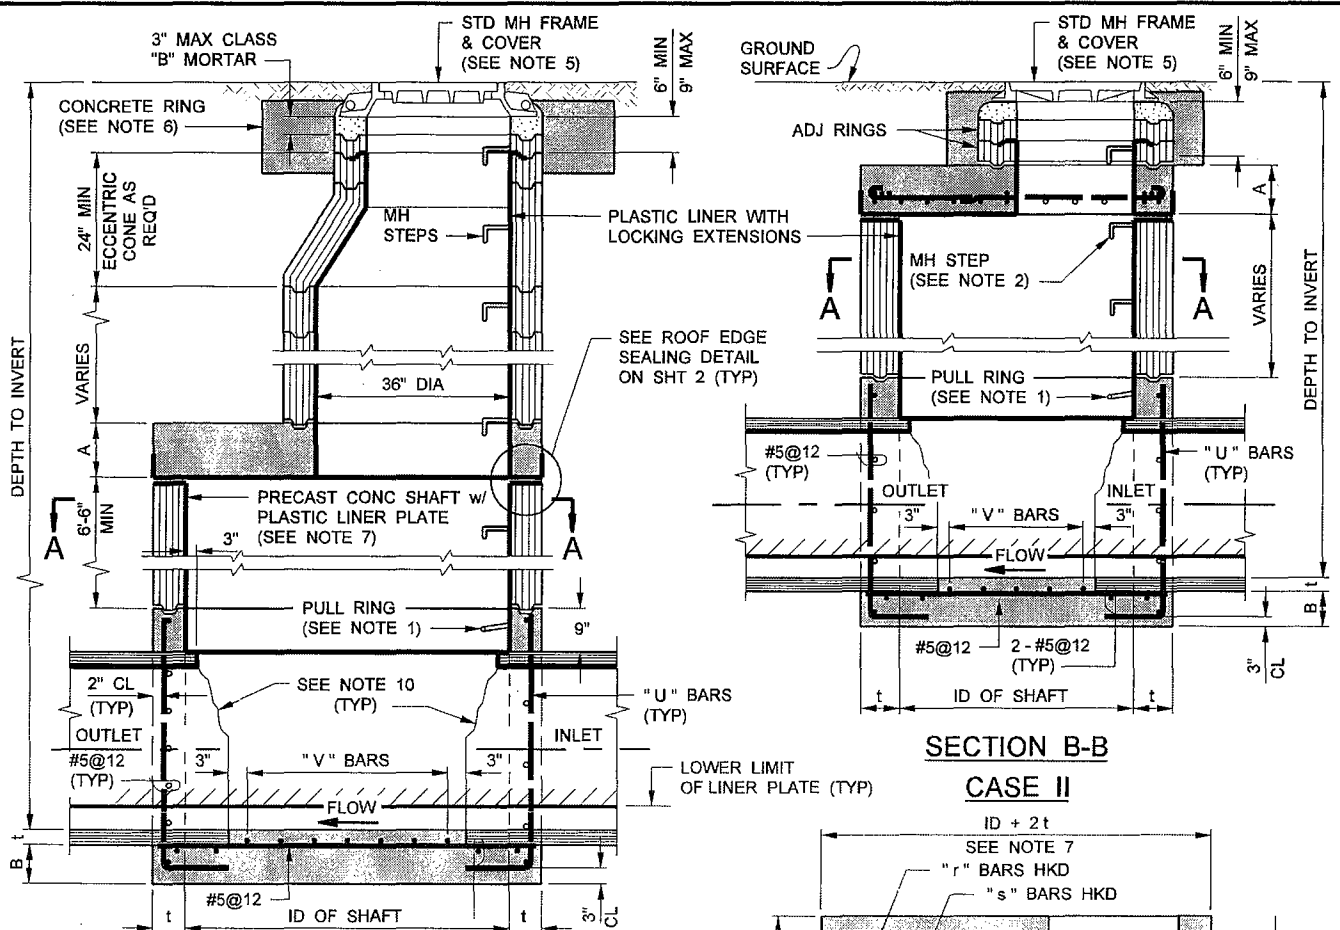 3" MAX CLASS
"B" MORTAR
STD MH FRAME
& COVER
(SEE NOTE 5)
6" MIN
9" MAX
CONCRETE RING
(SEE NOTE 6)
24" MIN
ECCENTRIC
CONE AS
REQ'D
MH
STEPS
PLASTIC LINER WITH
LOCKING EXTENSIONS
DEPTH TO INVERT
VARIES
36" DIA
SEE ROOF EDGE
SEALING DETAIL
ON SHT 2 (TYP)
A
6'-6"
MIN
A
A
PRECAST CONC SHAFT w/
PLASTIC LINER PLATE
(SEE NOTE 7)
3"
PULL RING
(SEE NOTE 1)
9"
2" CL
(TYP)
SEE NOTE 10
(TYP)
"U" BARS
(TYP)
OUTLET
INLET
#5@12
(TYP)
3"
"V" BARS
3"
LOWER LIMIT
OF LINER PLATE (TYP)
FLOW
t
B
#5@12
3"
CL
t
ID OF SHAFT
t
GROUND
SURFACE
STD MH FRAME
& COVER
(SEE NOTE 5)
6" MIN
9" MAX
ADJ RINGS
A
MH STEP
(SEE NOTE 2)
A
A
VARIES
DEPTH TO INVERT
PULL RING
(SEE NOTE 1)
#5@12
(TYP)
"U" BARS
(TYP)
OUTLET
INLET
3"
"V" BARS
3"
FLOW
t
B
#5@12
2-#5@12
(TYP)
3"
CL
t
ID OF SHAFT
t
SECTION B-B
CASE II
ID + 2t
SEE NOTE 7
"r" BARS HKD
"s" BARS HKD